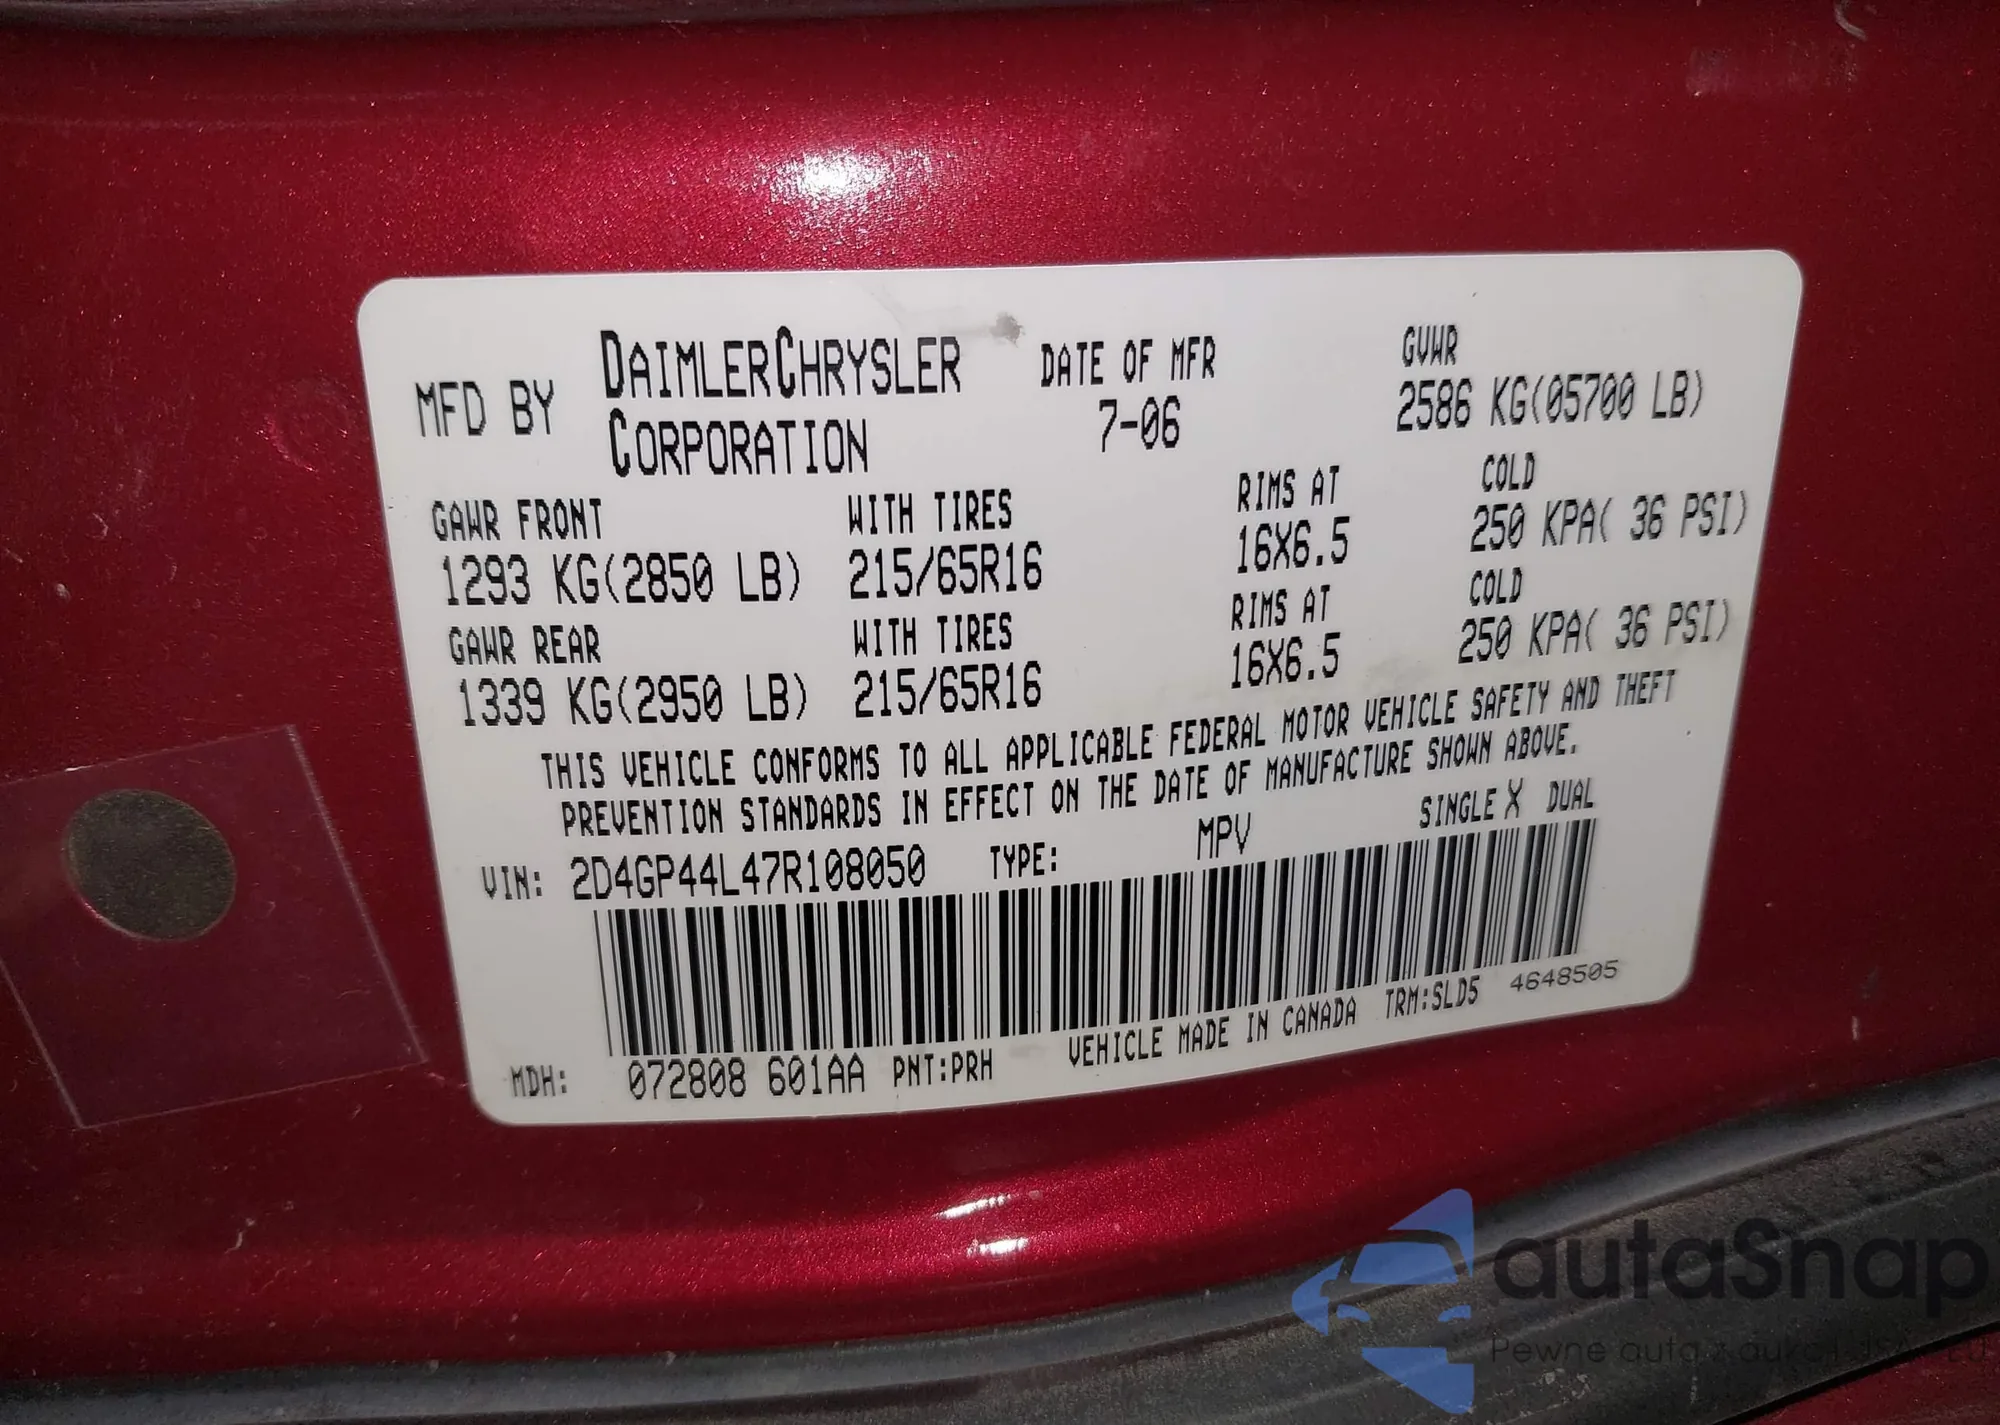 MFD BY DAIMLERCHRYSLER CORPORATION
DATE OF MFR
7-06
GVWR
2586 KG(05700 LB)
GAWR FRONT WITH TIRES RIMS AT COLD
1293 KG(2850 LB) 215/65R16 16X6.5 250 KPA( 36 PSI)
GAWR REAR WITH TIRES RIMS AT COLD
1339 KG(2950 LB) 215/65R16 16X6.5 250 KPA( 36 PSI)
THIS VEHICLE CONFORMS TO ALL APPLICABLE FEDERAL MOTOR VEHICLE SAFETY AND THEFT
PREVENTION STANDARDS IN EFFECT ON THE DATE OF MANUFACTURE SHOWN ABOVE.
VIN: 2D4GP44L47R108050 TYPE: MPV SINGLE X DUAL
MDH: 072808 601AA PNT:PRH VEHICLE MADE IN CANADA TRM:SLD5 4648505
autaSnap
Pewne auta z aukcji USA